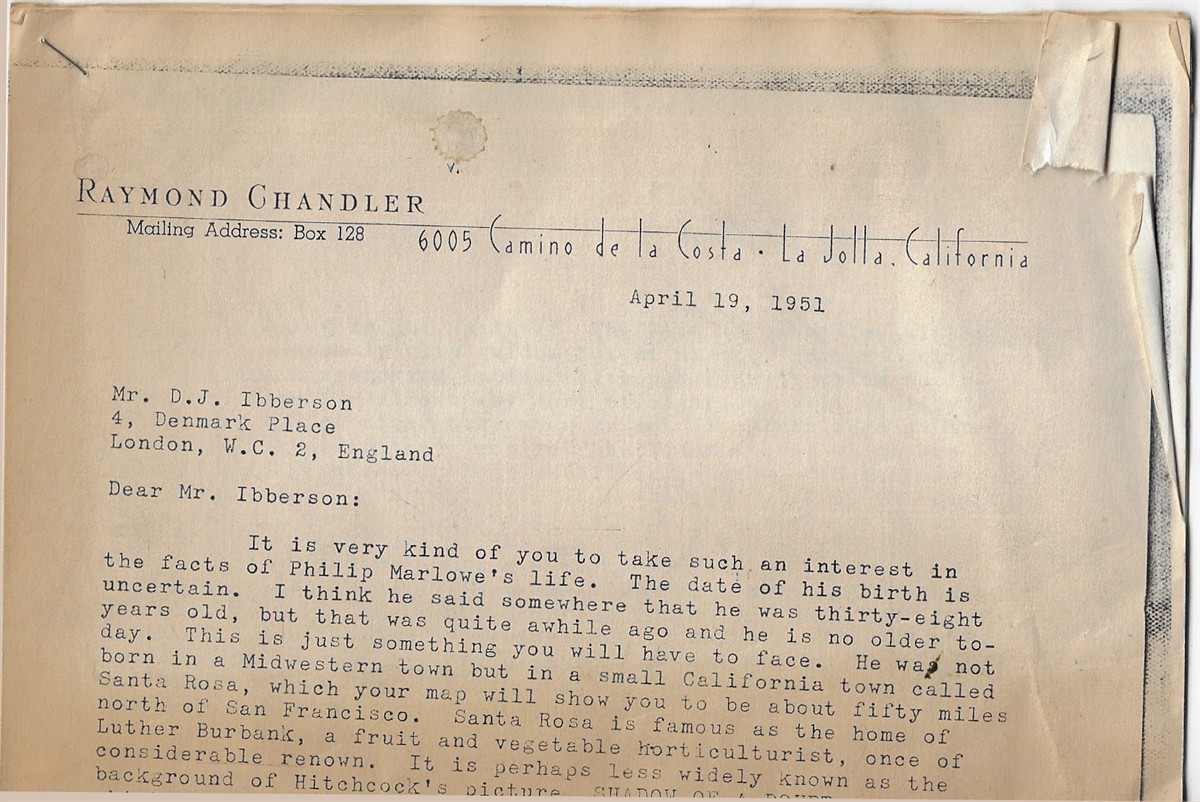 v.
RAYMOND CHANDLER
Mailing Address: Box 128
6005 Camino de la Costa · La Jolla, California
April 19, 1951
Mr. D.J. Ibberson
4, Denmark Place
London, W.C. 2, England
Dear Mr. Ibberson:
It is very kind of you to take such an interest in
the facts of Philip Marlowe's life. The date of his birth is
uncertain. I think he said somewhere that he was thirty-eight
years old, but that was quite awhile ago and he is no older to-
day. This is just something you will have to face. He was not
born in a Midwestern town but in a small California town called
Santa Rosa, which your map will show you to be about fifty miles
north of San Francisco. Santa Rosa is famous as the home of
Luther Burbank, a fruit and vegetable horticulturist, once of
considerable renown. It is perhaps less widely known as the
background of Hitchcock's picture SHADOW OF A DOUBT